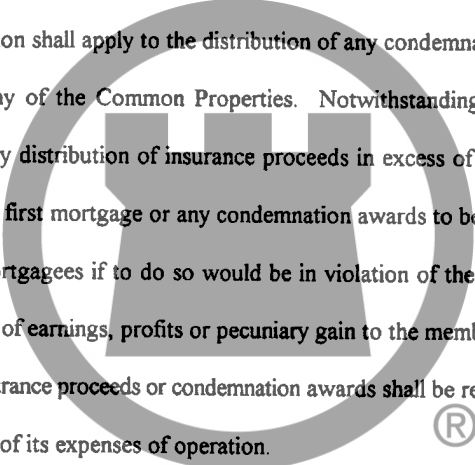 on shall apply to the distribution of any condemna
y of the Common Properties. Notwithstanding
y distribution of insurance proceeds in excess of
first mortgage or any condemnation awards to be
rtgagees if to do so would be in violation of the
of earnings, profits or pecuniary gain to the memb
rance proceeds or condemnation awards shall be re
of its expenses of operation.
®